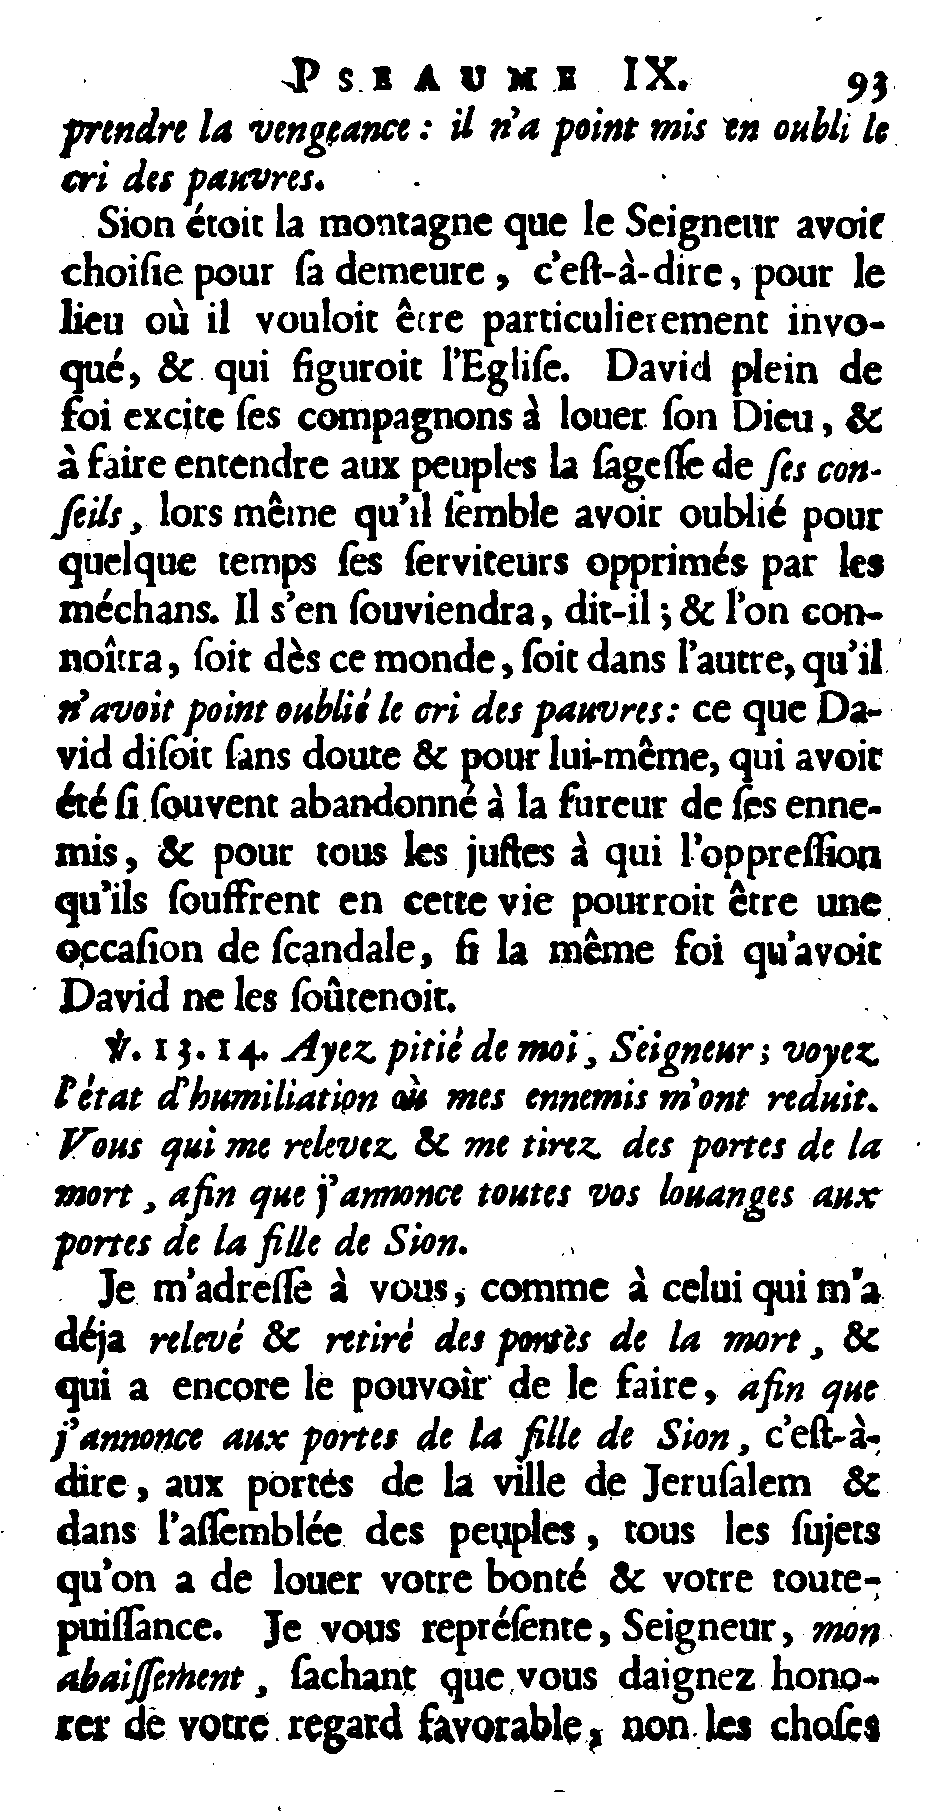 PSEAUME IX. 93
prendre la vengeance : il n'a point mis en oubli le
cri des pauvres.
Sion étoit la montagne que le Seigneur avoit
choiſie pour ſa demeure, c'eſt-à-dire, pour le
lieu où il vouloit être particulierement invo-
qué, & qui figuroit l'Egliſe. David plein de
foi excite ſes compagnons à louer ſon Dieu, &
à faire entendre aux peuples la ſageſſe de ſes con-
ſeils, lors même qu'il ſemble avoir oublié pour
quelque temps ſes ſerviteurs opprimés par les
méchans. Il s'en ſouviendra, dit-il ; & l'on con-
noîtra, ſoit dès ce monde, ſoit dans l'autre, qu'il
n'avoit point oublié le cri des pauvres : ce que Da-
vid diſoit ſans doute & pour lui-même, qui avoit
été ſi ſouvent abandonné à la fureur de ſes enne-
mis, & pour tous les juſtes à qui l'oppreſſion
qu'ils ſouffrent en cette vie pourroit être une
occaſion de ſcandale, ſi la même foi qu'avoit
David ne les ſoûtenoit.
℣. 13. 14. Ayez pitié de moi, Seigneur ; voyez
l'état d'humiliation où mes ennemis m'ont reduit.
Vous qui me relevez & me tirez des portes de la
mort, afin que j'annonce toutes vos louanges aux
portes de la fille de Sion.
Je m'adreſſe à vous, comme à celui qui m'a
déja relevé & retiré des portes de la mort, &
qui a encore le pouvoir de le faire, afin que
j'annonce aux portes de la fille de Sion, c'eſt-à-
dire, aux portes de la ville de Jeruſalem &
dans l'aſſemblée des peuples, tous les ſujets
qu'on a de louer votre bonté & votre toute-
puiſſance. Je vous repréſente, Seigneur, mon
abaiſſement, ſachant que vous daignez hono-
rer de votre regard favorable, non les choſes